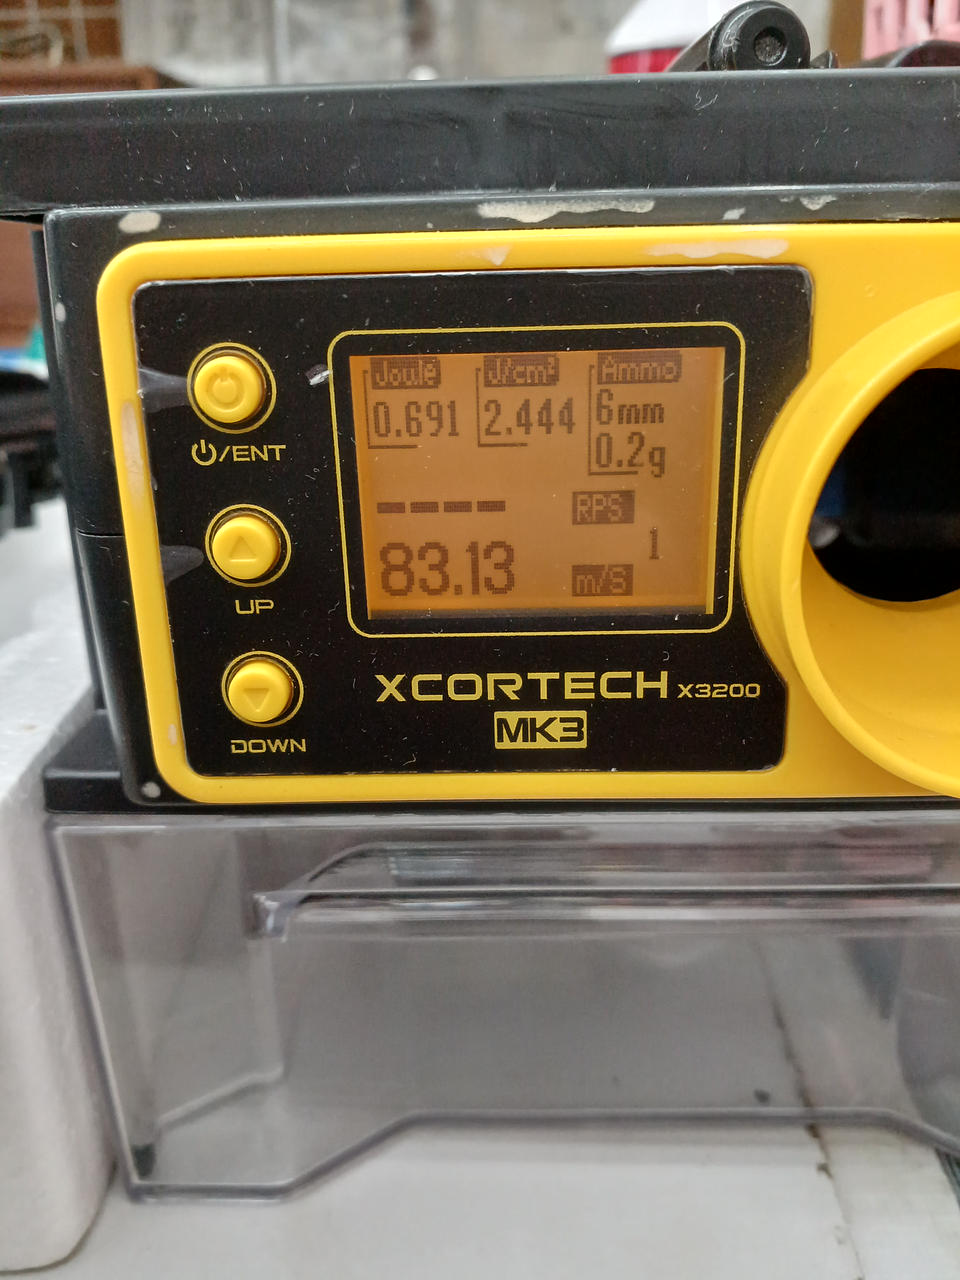 Joule J/cm² Ammo
0.691 2.444 6mm
0.2g
---- RPS
1
83.13 m/S
⏻/ENT
UP
DOWN
XCORTECH X3200
MK3